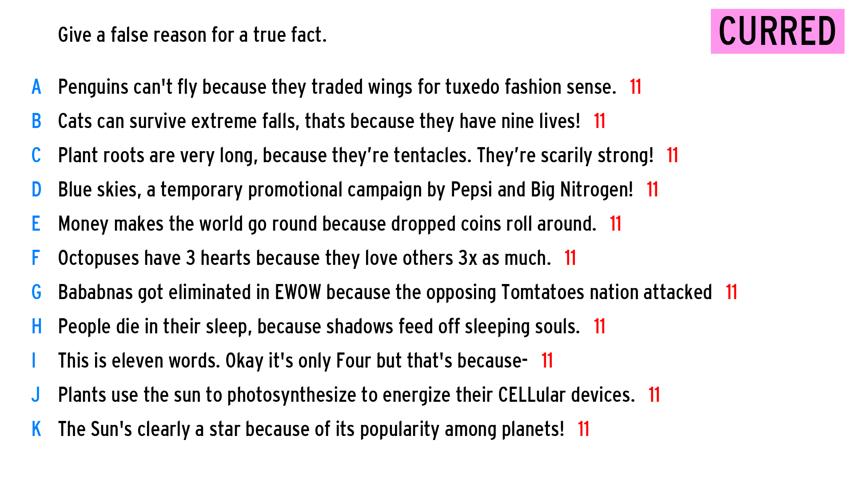 Give a false reason for a true fact.
CURRED
A Penguins can't fly because they traded wings for tuxedo fashion sense. 11
B Cats can survive extreme falls, thats because they have nine lives! 11
C Plant roots are very long, because they’re tentacles. They’re scarily strong! 11
D Blue skies, a temporary promotional campaign by Pepsi and Big Nitrogen! 11
E Money makes the world go round because dropped coins roll around. 11
F Octopuses have 3 hearts because they love others 3x as much. 11
G Bababnas got eliminated in EWOW because the opposing Tomtatoes nation attacked 11
H People die in their sleep, because shadows feed off sleeping souls. 11
I This is eleven words. Okay it's only Four but that's because- 11
J Plants use the sun to photosynthesize to energize their CELLular devices. 11
K The Sun's clearly a star because of its popularity among planets! 11